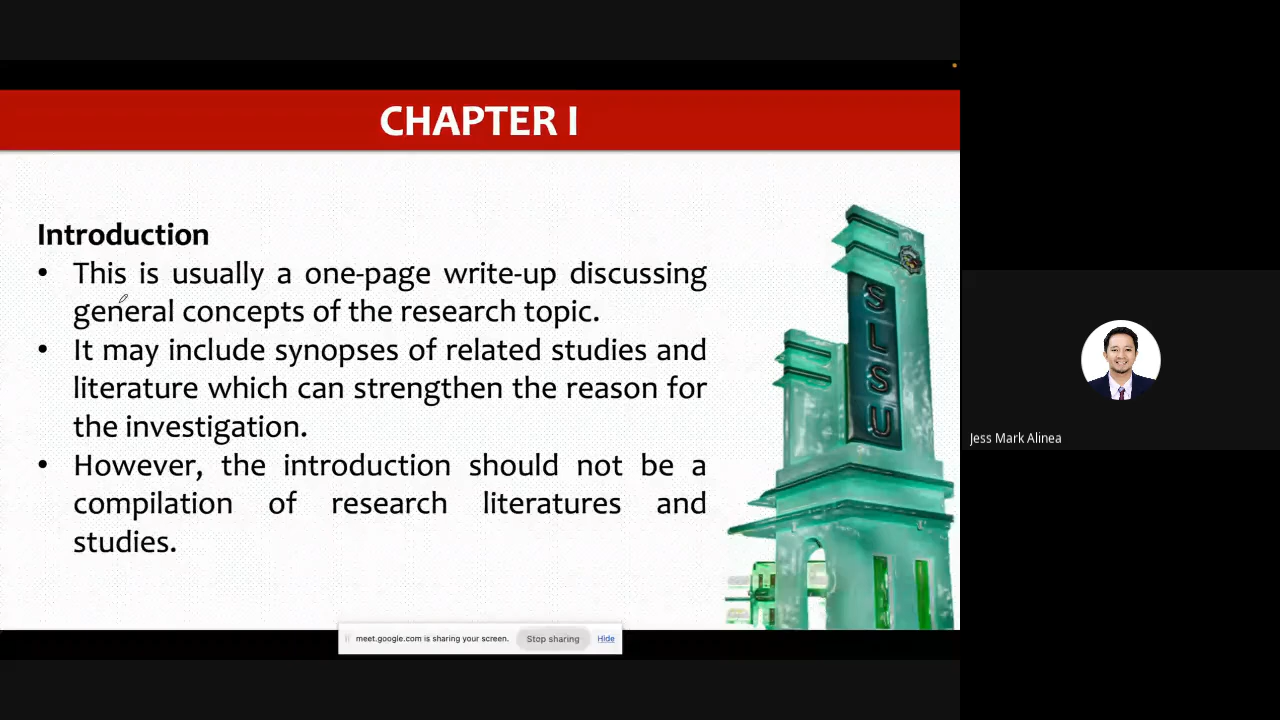 CHAPTER I
Introduction
• This is usually a one-page write-up discussing
general concepts of the research topic.
• It may include synopses of related studies and
literature which can strengthen the reason for
the investigation.
• However, the introduction should not be a
compilation of research literatures and
studies.
SLSU
meet.google.com is sharing your screen. Stop sharing Hide
Jess Mark Alinea